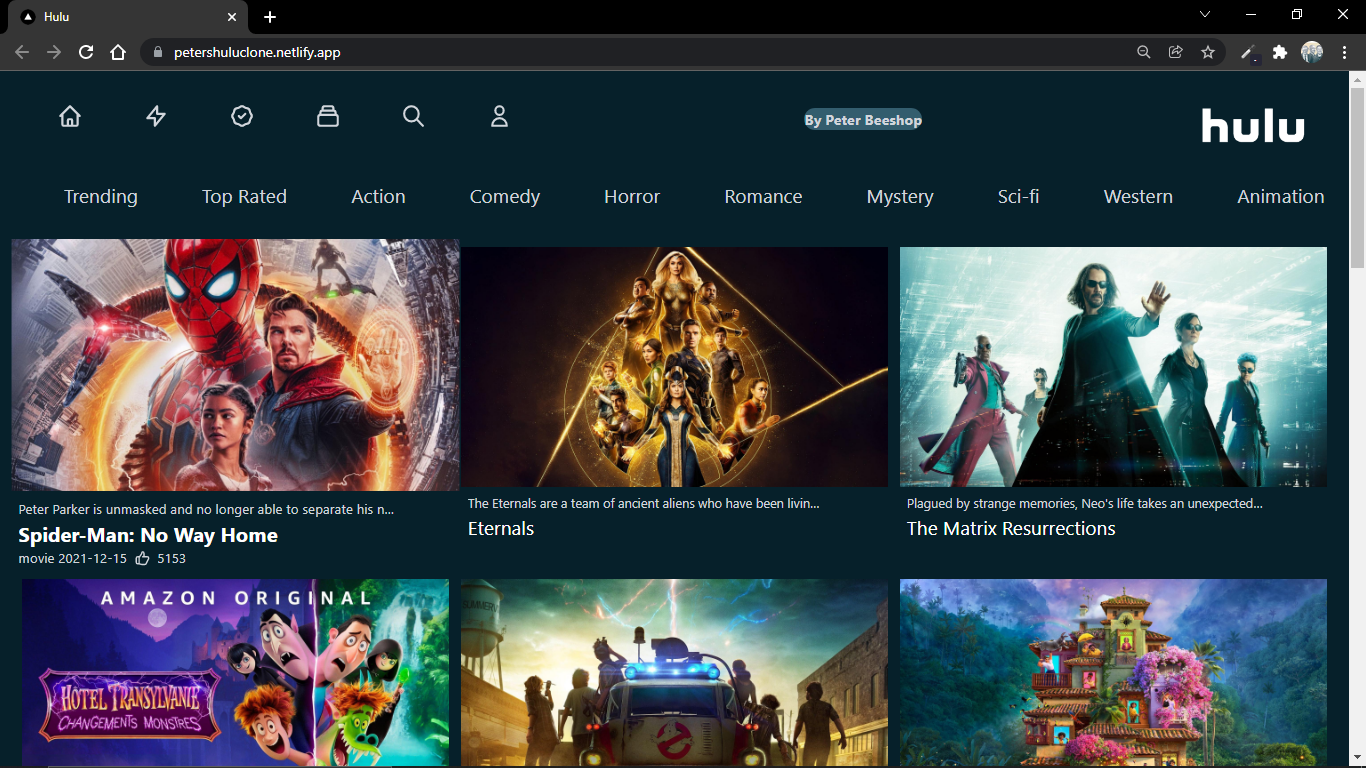 Hulu
petershuluclone.netlify.app
By Peter Beeshop
hulu
Trending Top Rated Action Comedy Horror Romance Mystery Sci-fi Western Animation
Peter Parker is unmasked and no longer able to separate his n...
Spider-Man: No Way Home
movie 2021-12-15 5153
The Eternals are a team of ancient aliens who have been livin...
Eternals
Plagued by strange memories, Neo's life takes an unexpected...
The Matrix Resurrections
AMAZON ORIGINAL
HÔTEL TRANSYLVANIE
CHANGEMENTS MONSTRES